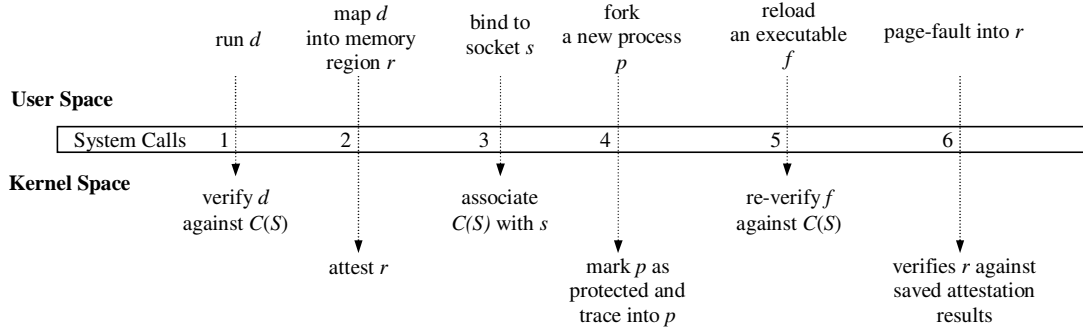 run d
map d
into memory
region r
bind to
socket s
fork
a new process
p
reload
an executable
f
page-fault into r
User Space
System Calls 1 2 3 4 5 6
Kernel Space
verify d
against C(S)
attest r
associate
C(S) with s
mark p as
protected and
trace into p
re-verify f
against C(S)
verifies r against
saved attestation
results